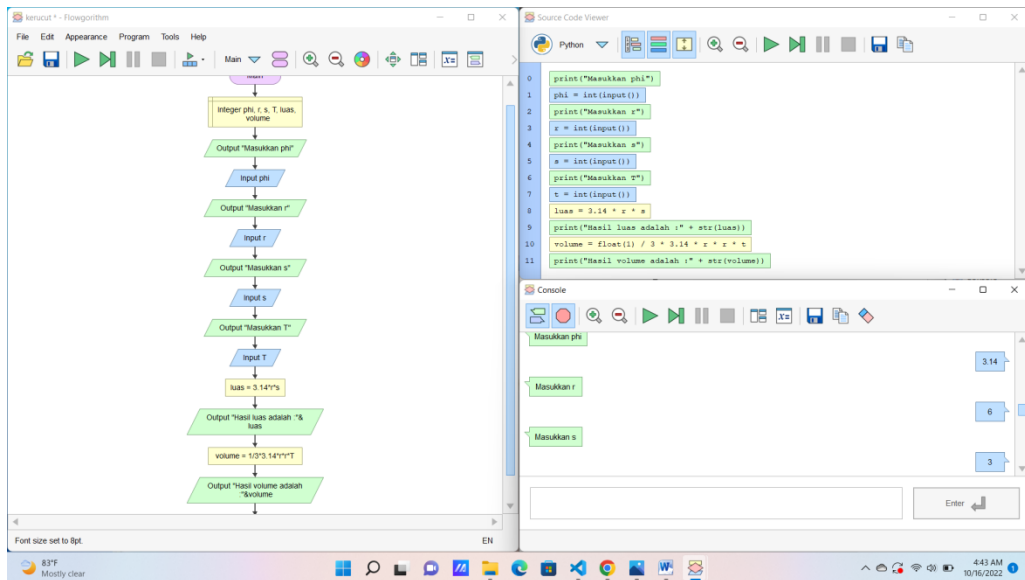 kerucut * - Flowgorithm
File Edit Appearance Program Tools Help
Main
Main
Integer phi, r, s, T, luas,
volume
Output "Masukkan phi"
Input phi
Output "Masukkan r"
Input r
Output "Masukkan s"
Input s
Output "Masukkan T"
Input T
luas = 3.14*r*s
Output "Hasil luas adalah :"&
luas
volume = 1/3*3.14*r*r*T
Output "Hasil volume adalah
:"&volume
Font size set to 8pt.
EN
Source Code Viewer
Python
0 print("Masukkan phi")
1 phi = int(input())
2 print("Masukkan r")
3 r = int(input())
4 print("Masukkan s")
5 s = int(input())
6 print("Masukkan T")
7 t = int(input())
8 luas = 3.14 * r * s
9 print("Hasil luas adalah :" + str(luas))
10 volume = float(1) / 3 * 3.14 * r * r * t
11 print("Hasil volume adalah :" + str(volume))
Console
Masukkan phi
3.14
Masukkan r
6
Masukkan s
3
Enter
83°F
Mostly clear
4:43 AM
10/16/2022